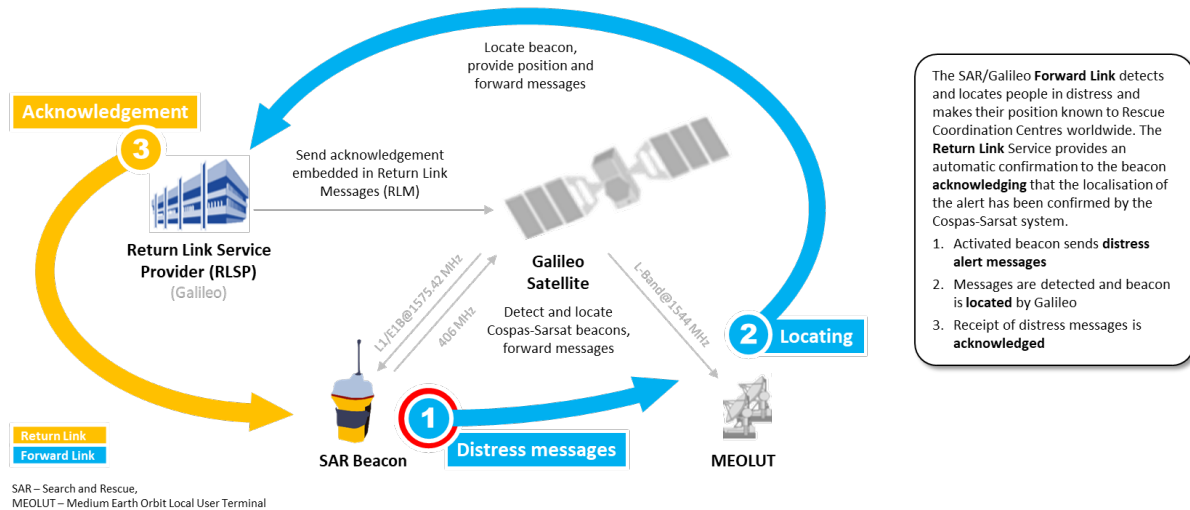 Locate beacon,
provide position and
forward messages
Acknowledgement
3
Send acknowledgement
embedded in Return Link
Messages (RLM)
Return Link Service
Provider (RLSP)
(Galileo)
Galileo
Satellite
Detect and locate
Cospas-Sarsat beacons,
forward messages
L1/E1B@1575.42 MHz
406 MHz
L-Band@1544 MHz
2
Locating
1
Distress messages
SAR Beacon
MEOLUT
Return Link
Forward Link
SAR – Search and Rescue,
MEOLUT – Medium Earth Orbit Local User Terminal
The SAR/Galileo Forward Link detects
and locates people in distress and
makes their position known to Rescue
Coordination Centres worldwide. The
Return Link Service provides an
automatic confirmation to the beacon
acknowledging that the localisation of
the alert has been confirmed by the
Cospas-Sarsat system.
1. Activated beacon sends distress
alert messages
2. Messages are detected and beacon
is located by Galileo
3. Receipt of distress messages is
acknowledged